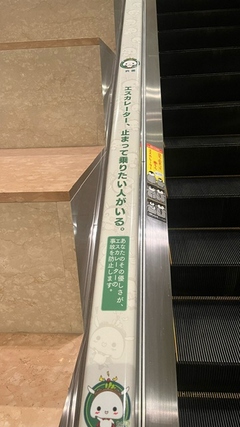 エスカレーター、止まって乗りたい人がいる。
あなたのその優しさが、
エスカレーターの
事故を防止します。